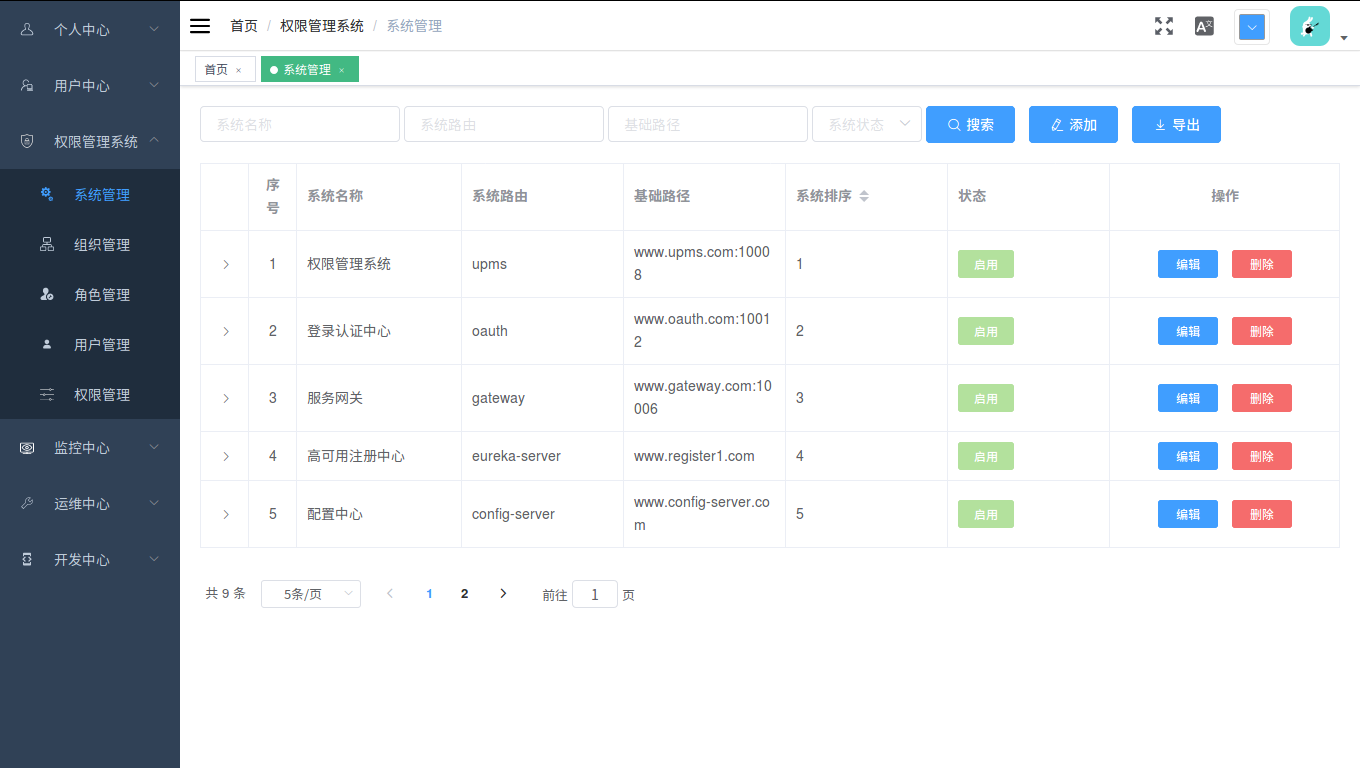 个人中心
用户中心
权限管理系统
系统管理
组织管理
角色管理
用户管理
权限管理
监控中心
运维中心
开发中心
首页 / 权限管理系统 / 系统管理
首页 × 系统管理 ×
系统名称 系统路由 基础路径 系统状态 搜索 添加 导出
序号 系统名称 系统路由 基础路径 系统排序 状态 操作
1 权限管理系统 upms www.upms.com:10008 1 启用 编辑 删除
2 登录认证中心 oauth www.oauth.com:10012 2 启用 编辑 删除
3 服务网关 gateway www.gateway.com:10006 3 启用 编辑 删除
4 高可用注册中心 eureka-server www.register1.com 4 启用 编辑 删除
5 配置中心 config-server www.config-server.com 5 启用 编辑 删除
共 9 条 5条/页 1 2 前往 1 页